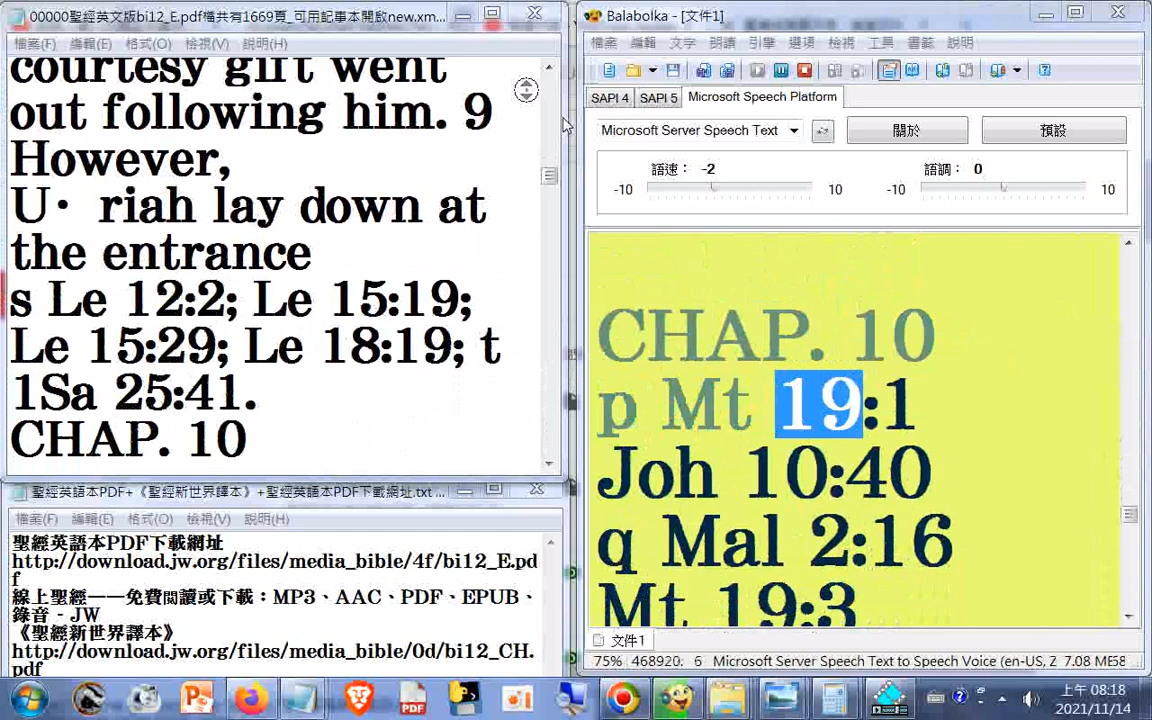 00000聖經英文版bi12_E.pdf檔共有1669頁_可用記事本開啟new.xm...
檔案(F) 編輯(E) 格式(O) 檢視(V) 說明(H)
courtesy gift went
out following him. 9
However,
U· riah lay down at
the entrance
s Le 12:2; Le 15:19;
Le 15:29; Le 18:19; t
1Sa 25:41.
CHAP. 10
聖經英語本PDF+《聖經新世界譯本》+聖經英語本PDF下載網址.txt ...
檔案(F) 編輯(E) 格式(O) 檢視(V) 說明(H)
聖經英語本PDF下載網址
http://download.jw.org/files/media_bible/4f/bi12_E.pd
f
線上聖經——免費閱讀或下載：MP3、AAC、PDF、EPUB、
錄音 - JW
《聖經新世界譯本》
http://download.jw.org/files/media_bible/0d/bi12_CH.
pdf
Balabolka - [文件1]
檔案 編輯 文字 朗讀 引擎 選項 檢視 工具 書籤 說明
SAPI 4 SAPI 5 Microsoft Speech Platform
Microsoft Server Speech Text 關於 預設
語速： -2 語調： 0
-10 10 -10 10
CHAP. 10
p Mt 19:1
Joh 10:40
q Mal 2:16
Mt 19:3
文件1
75% 468920: 6 Microsoft Server Speech Text to Speech Voice (en-US, Z 7.08 ME58
PDF
上午 08:18
2021/11/14